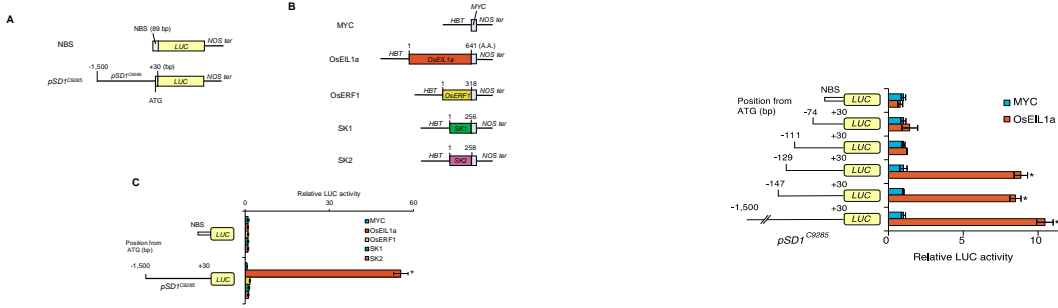 A
NBS (89 bp)
NBS
LUC
NOS ter
-1,500
pSD1C9285
+30 (bp)
pSD1C9285
LUC
NOS ter
ATG
B
MYC
MYC
HBT
NOS ter
1
641 (A.A.)
OsEIL1a
HBT
OsEIL1a
NOS ter
1
318
OsERF1
HBT
OsERF1
NOS ter
1
256
SK1
HBT
SK1
NOS ter
1
258
SK2
HBT
SK2
NOS ter
C
Relative LUC activity
0
30
60
NBS
LUC
MYC
OsEIL1a
OsERF1
SK1
SK2
Position from
ATG (bp)
-1,500
+30
pSD1C9285
LUC
*
NBS
LUC
Position from
ATG (bp)
-74
+30
LUC
-111
+30
LUC
-129
+30
LUC
*
-147
+30
LUC
*
-1,500
+30
LUC
*
pSD1C9285
MYC
OsEIL1a
0
5
10
Relative LUC activity